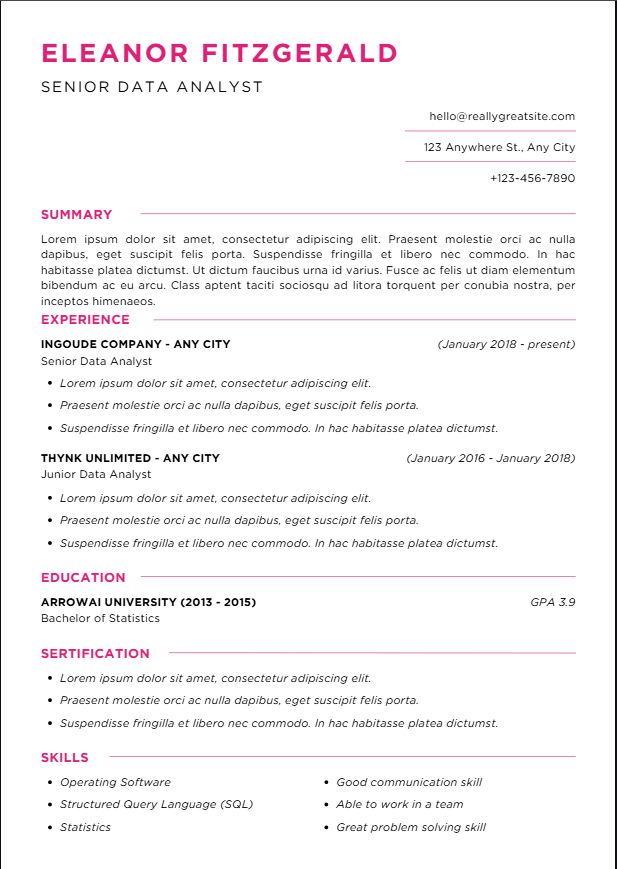 ELEANOR FITZGERALD
SENIOR DATA ANALYST
hello@reallygreatsite.com
123 Anywhere St., Any City
+123-456-7890
SUMMARY
Lorem ipsum dolor sit amet, consectetur adipiscing elit. Praesent molestie orci ac nulla
dapibus, eget suscipit felis porta. Suspendisse fringilla et libero nec commodo. In hac
habitasse platea dictumst. Ut dictum faucibus urna id varius. Fusce ac felis ut diam elementum
bibendum ac eu arcu. Class aptent taciti sociosqu ad litora torquent per conubia nostra, per
inceptos himenaeos.
EXPERIENCE
INGOUDE COMPANY - ANY CITY (January 2018 - present)
Senior Data Analyst
• Lorem ipsum dolor sit amet, consectetur adipiscing elit.
• Praesent molestie orci ac nulla dapibus, eget suscipit felis porta.
• Suspendisse fringilla et libero nec commodo. In hac habitasse platea dictumst.
THYNK UNLIMITED - ANY CITY (January 2016 - January 2018)
Junior Data Analyst
• Lorem ipsum dolor sit amet, consectetur adipiscing elit.
• Praesent molestie orci ac nulla dapibus, eget suscipit felis porta.
• Suspendisse fringilla et libero nec commodo. In hac habitasse platea dictumst.
EDUCATION
ARROWAI UNIVERSITY (2013 - 2015) GPA 3.9
Bachelor of Statistics
SERTIFICATION
• Lorem ipsum dolor sit amet, consectetur adipiscing elit.
• Praesent molestie orci ac nulla dapibus, eget suscipit felis porta.
• Suspendisse fringilla et libero nec commodo. In hac habitasse platea dictumst.
SKILLS
• Operating Software
• Structured Query Language (SQL)
• Statistics
• Good communication skill
• Able to work in a team
• Great problem solving skill